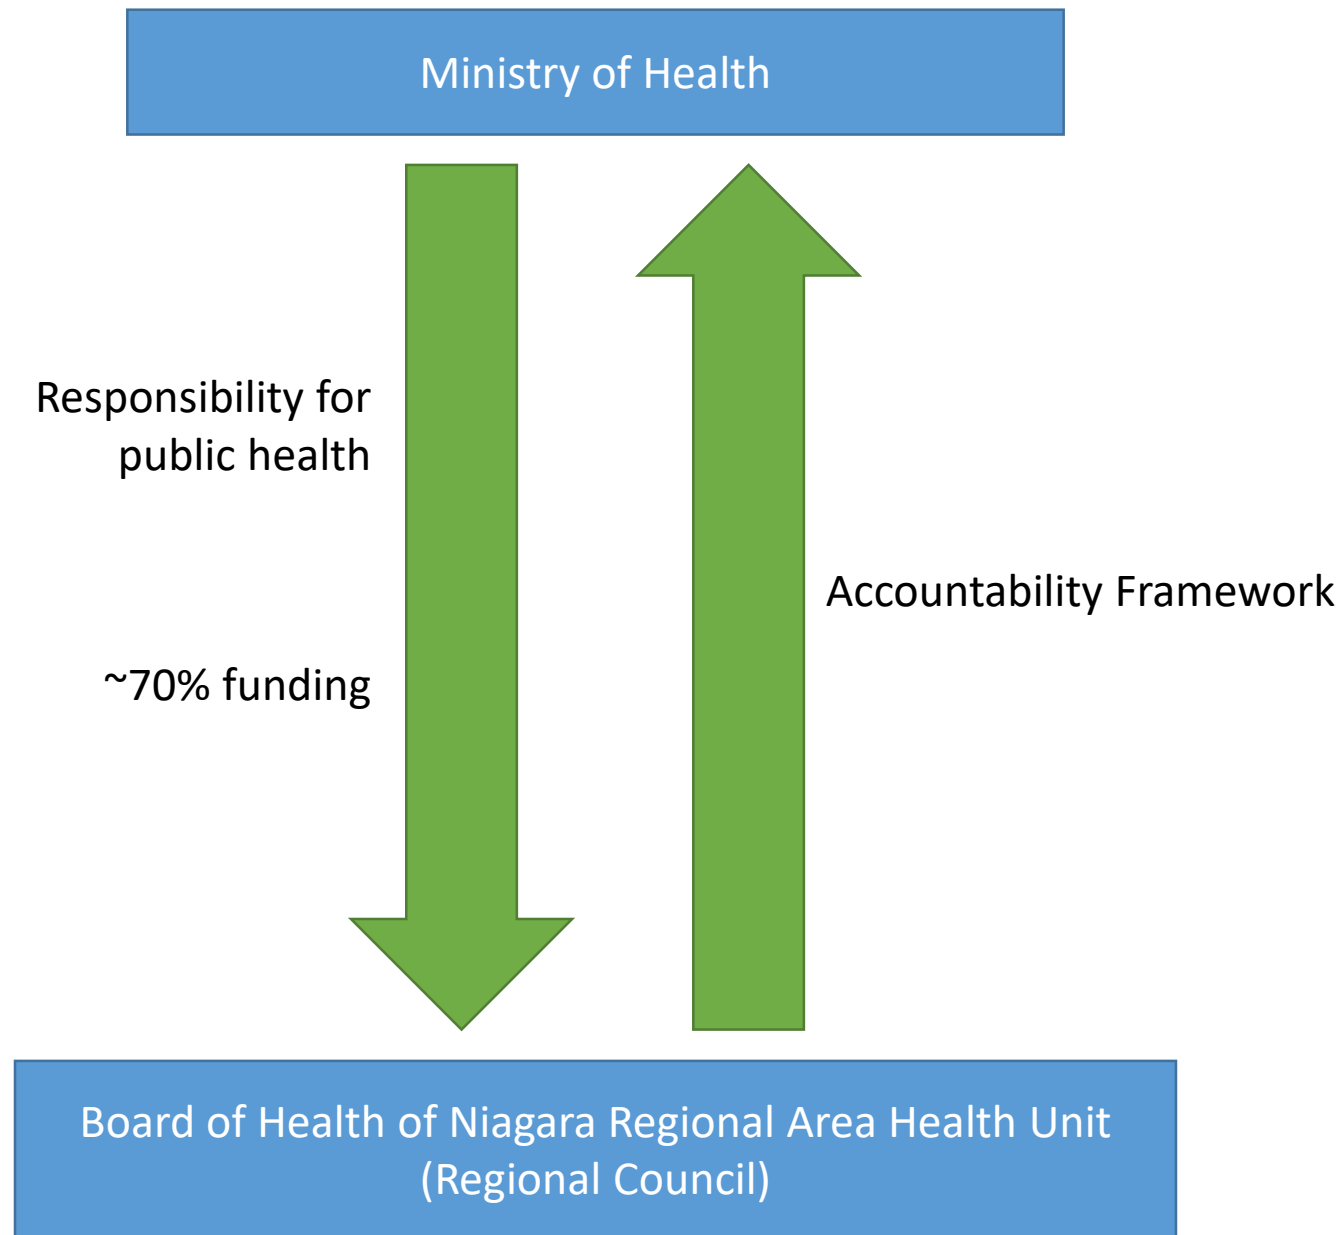 Ministry of Health
Responsibility for
public health
~70% funding
Accountability Framework
Board of Health of Niagara Regional Area Health Unit
(Regional Council)